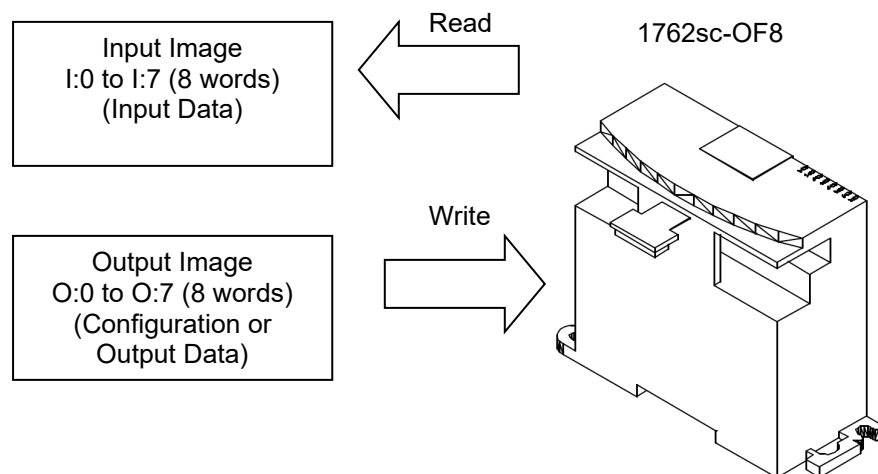 Input Image
I:0 to I:7 (8 words)
(Input Data)
Read
1762sc-OF8
Output Image
O:0 to O:7 (8 words)
(Configuration or
Output Data)
Write